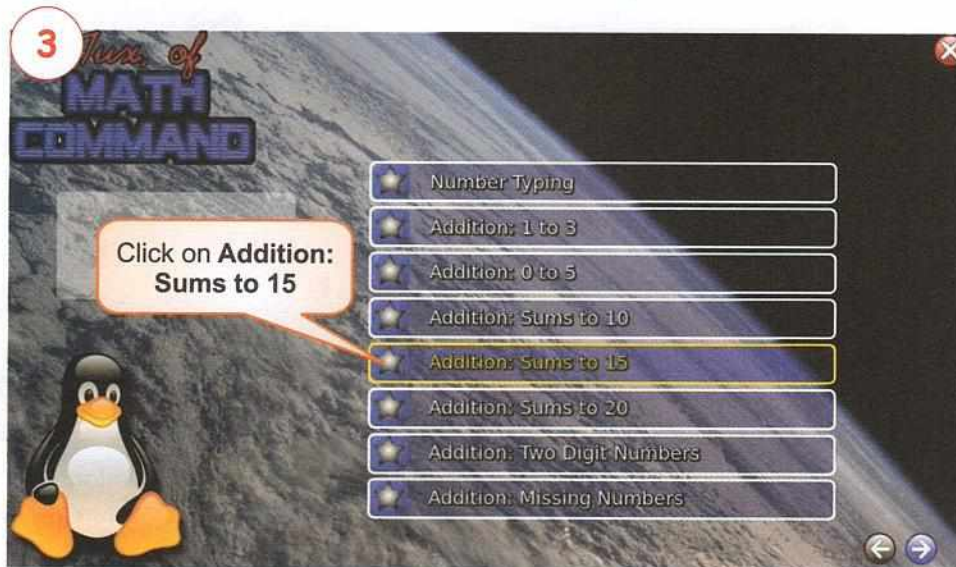 3
Tux of
MATH
COMMAND
Number Typing
Addition: 1 to 3
Click on Addition:
Sums to 15
Addition: 0 to 5
Addition: Sums to 10
Addition: Sums to 15
Addition: Sums to 20
Addition: Two Digit Numbers
Addition: Missing Numbers